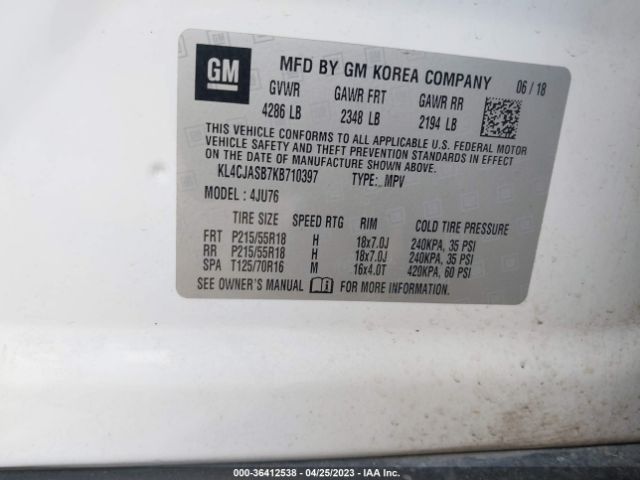 GM
MFD BY GM KOREA COMPANY 06/18
GVWR GAWR FRT GAWR RR
4286 LB 2348 LB 2194 LB
THIS VEHICLE CONFORMS TO ALL APPLICABLE U.S. FEDERAL MOTOR
VEHICLE SAFETY AND THEFT PREVENTION STANDARDS IN EFFECT
ON THE DATE OF MANUFACTURE SHOWN ABOVE.
KL4CJASB7KB710397 TYPE: MPV
MODEL: 4JU76
TIRE SIZE SPEED RTG RIM COLD TIRE PRESSURE
FRT P215/55R18 H 18x7.0J 240KPA, 35 PSI
RR P215/55R18 H 18x7.0J 240KPA, 35 PSI
SPA T125/70R16 M 16x4.0T 420KPA, 60 PSI
SEE OWNER'S MANUAL FOR MORE INFORMATION.
000-36412538 - 04/25/2023 - IAA Inc.